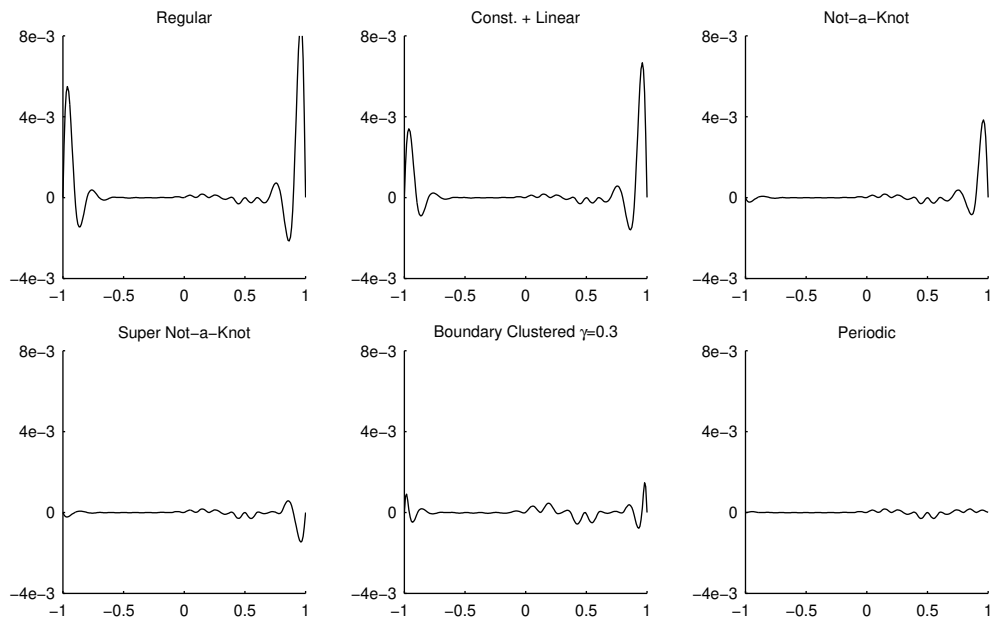 Regular
Const. + Linear
Not−a−Knot
8e−3
4e−3
0
−4e−3
−1 −0.5 0 0.5 1
8e−3
4e−3
0
−4e−3
−1 −0.5 0 0.5 1
8e−3
4e−3
0
−4e−3
−1 −0.5 0 0.5 1
Super Not−a−Knot
Boundary Clustered γ=0.3
Periodic
8e−3
4e−3
0
−4e−3
−1 −0.5 0 0.5 1
8e−3
4e−3
0
−4e−3
−1 −0.5 0 0.5 1
8e−3
4e−3
0
−4e−3
−1 −0.5 0 0.5 1